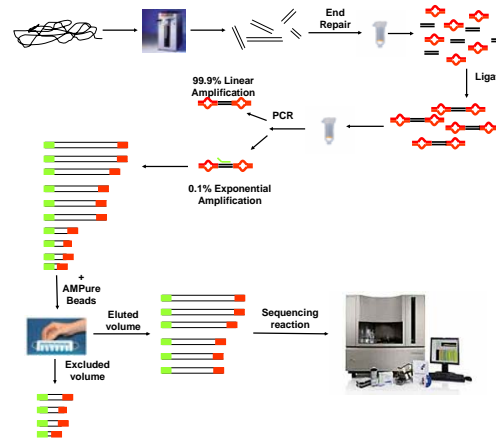 End
Repair
Ligat
99.9% Linear
Amplification
PCR
0.1% Exponential
Amplification
+
AMPure
Beads
Eluted
volume
Sequencing
reaction
Excluded
volume